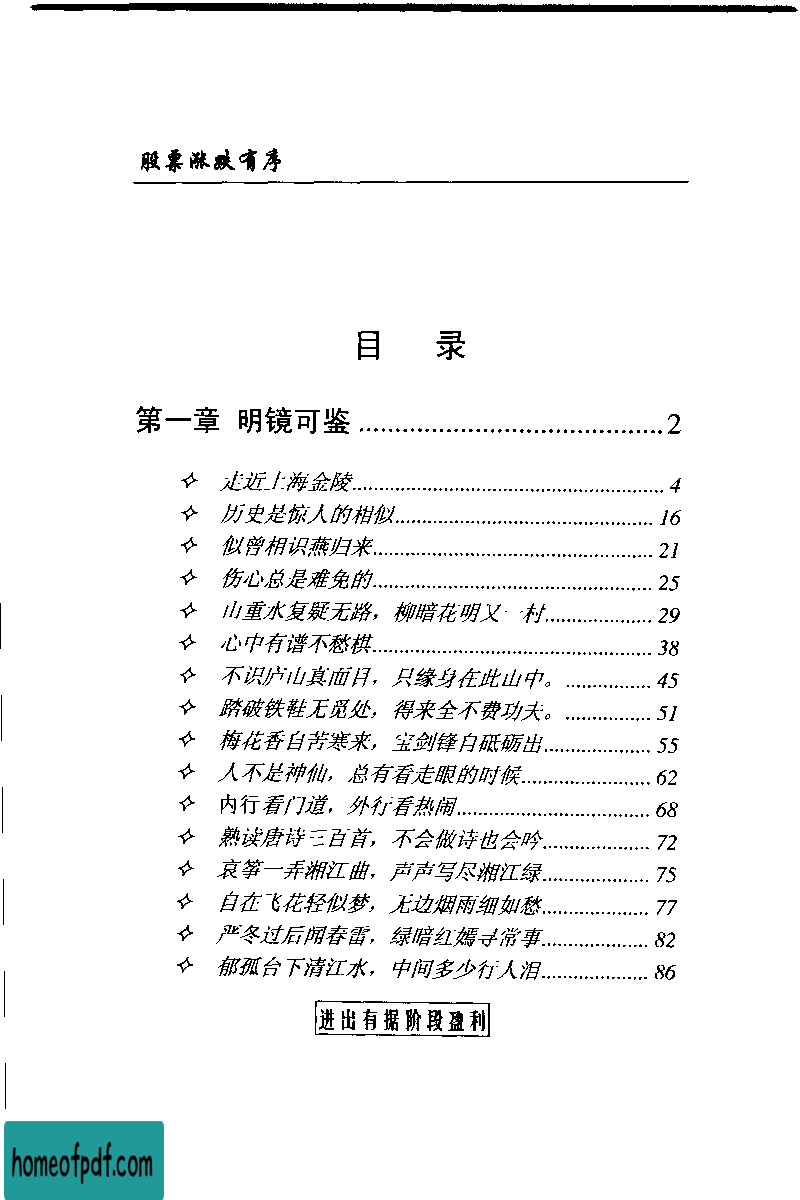 股票涨跌有序
目 录
第一章 明镜可鉴 ........................................ 2
✧ 走近上海金陵 ........................................ 4
✧ 历史是惊人的相似 ........................................ 16
✧ 似曾相识燕归来 ........................................ 21
✧ 伤心总是难免的 ........................................ 25
✧ 山重水复疑无路，柳暗花明又一村 .................... 29
✧ 心中有谱不愁棋 ........................................ 38
✧ 不识庐山真面目，只缘身在此山中。 ................ 45
✧ 踏破铁鞋无觅处，得来全不费功夫。 ................ 51
✧ 梅花香自苦寒来，宝剑锋自砥砺出 .................... 55
✧ 人不是神仙，总有看走眼的时候 ........................ 62
✧ 内行看门道，外行看热闹 ................................ 68
✧ 熟读唐诗三百首，不会做诗也会吟 .................... 72
✧ 哀筝一弄湘江曲，声声写尽湘江绿 .................... 75
✧ 自在飞花轻似梦，无边烟雨细如愁 .................... 77
✧ 严冬过后闻春雷，绿暗红嫣寻常事 .................... 82
✧ 郁孤台下清江水，中间多少行人泪 .................... 86
进出有据阶段盈利
homeofpdf.com